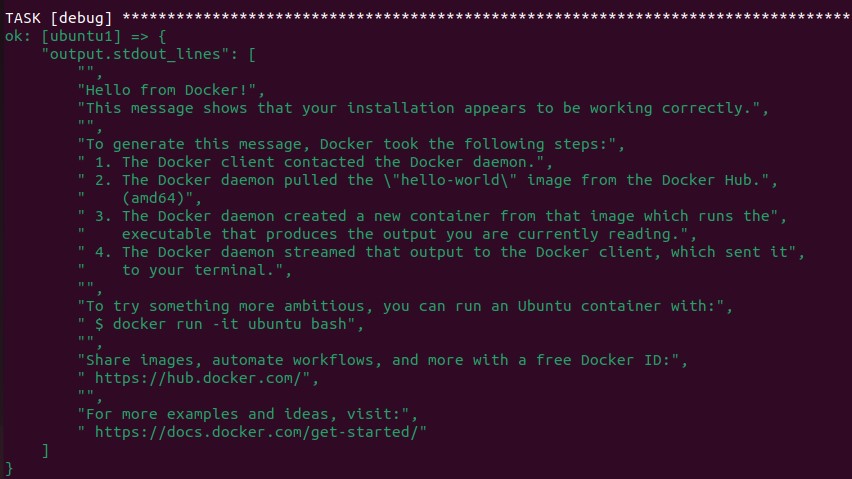 TASK [debug] *********************************************************************************
ok: [ubuntu1] => {
    "output.stdout_lines": [
        "",
        "Hello from Docker!",
        "This message shows that your installation appears to be working correctly.",
        "",
        "To generate this message, Docker took the following steps:",
        " 1. The Docker client contacted the Docker daemon.",
        " 2. The Docker daemon pulled the \"hello-world\" image from the Docker Hub.",
        "    (amd64)",
        " 3. The Docker daemon created a new container from that image which runs the",
        "    executable that produces the output you are currently reading.",
        " 4. The Docker daemon streamed that output to the Docker client, which sent it",
        "    to your terminal.",
        "",
        "To try something more ambitious, you can run an Ubuntu container with:",
        " $ docker run -it ubuntu bash",
        "",
        "Share images, automate workflows, and more with a free Docker ID:",
        " https://hub.docker.com/",
        "",
        "For more examples and ideas, visit:",
        " https://docs.docker.com/get-started/"
    ]
}